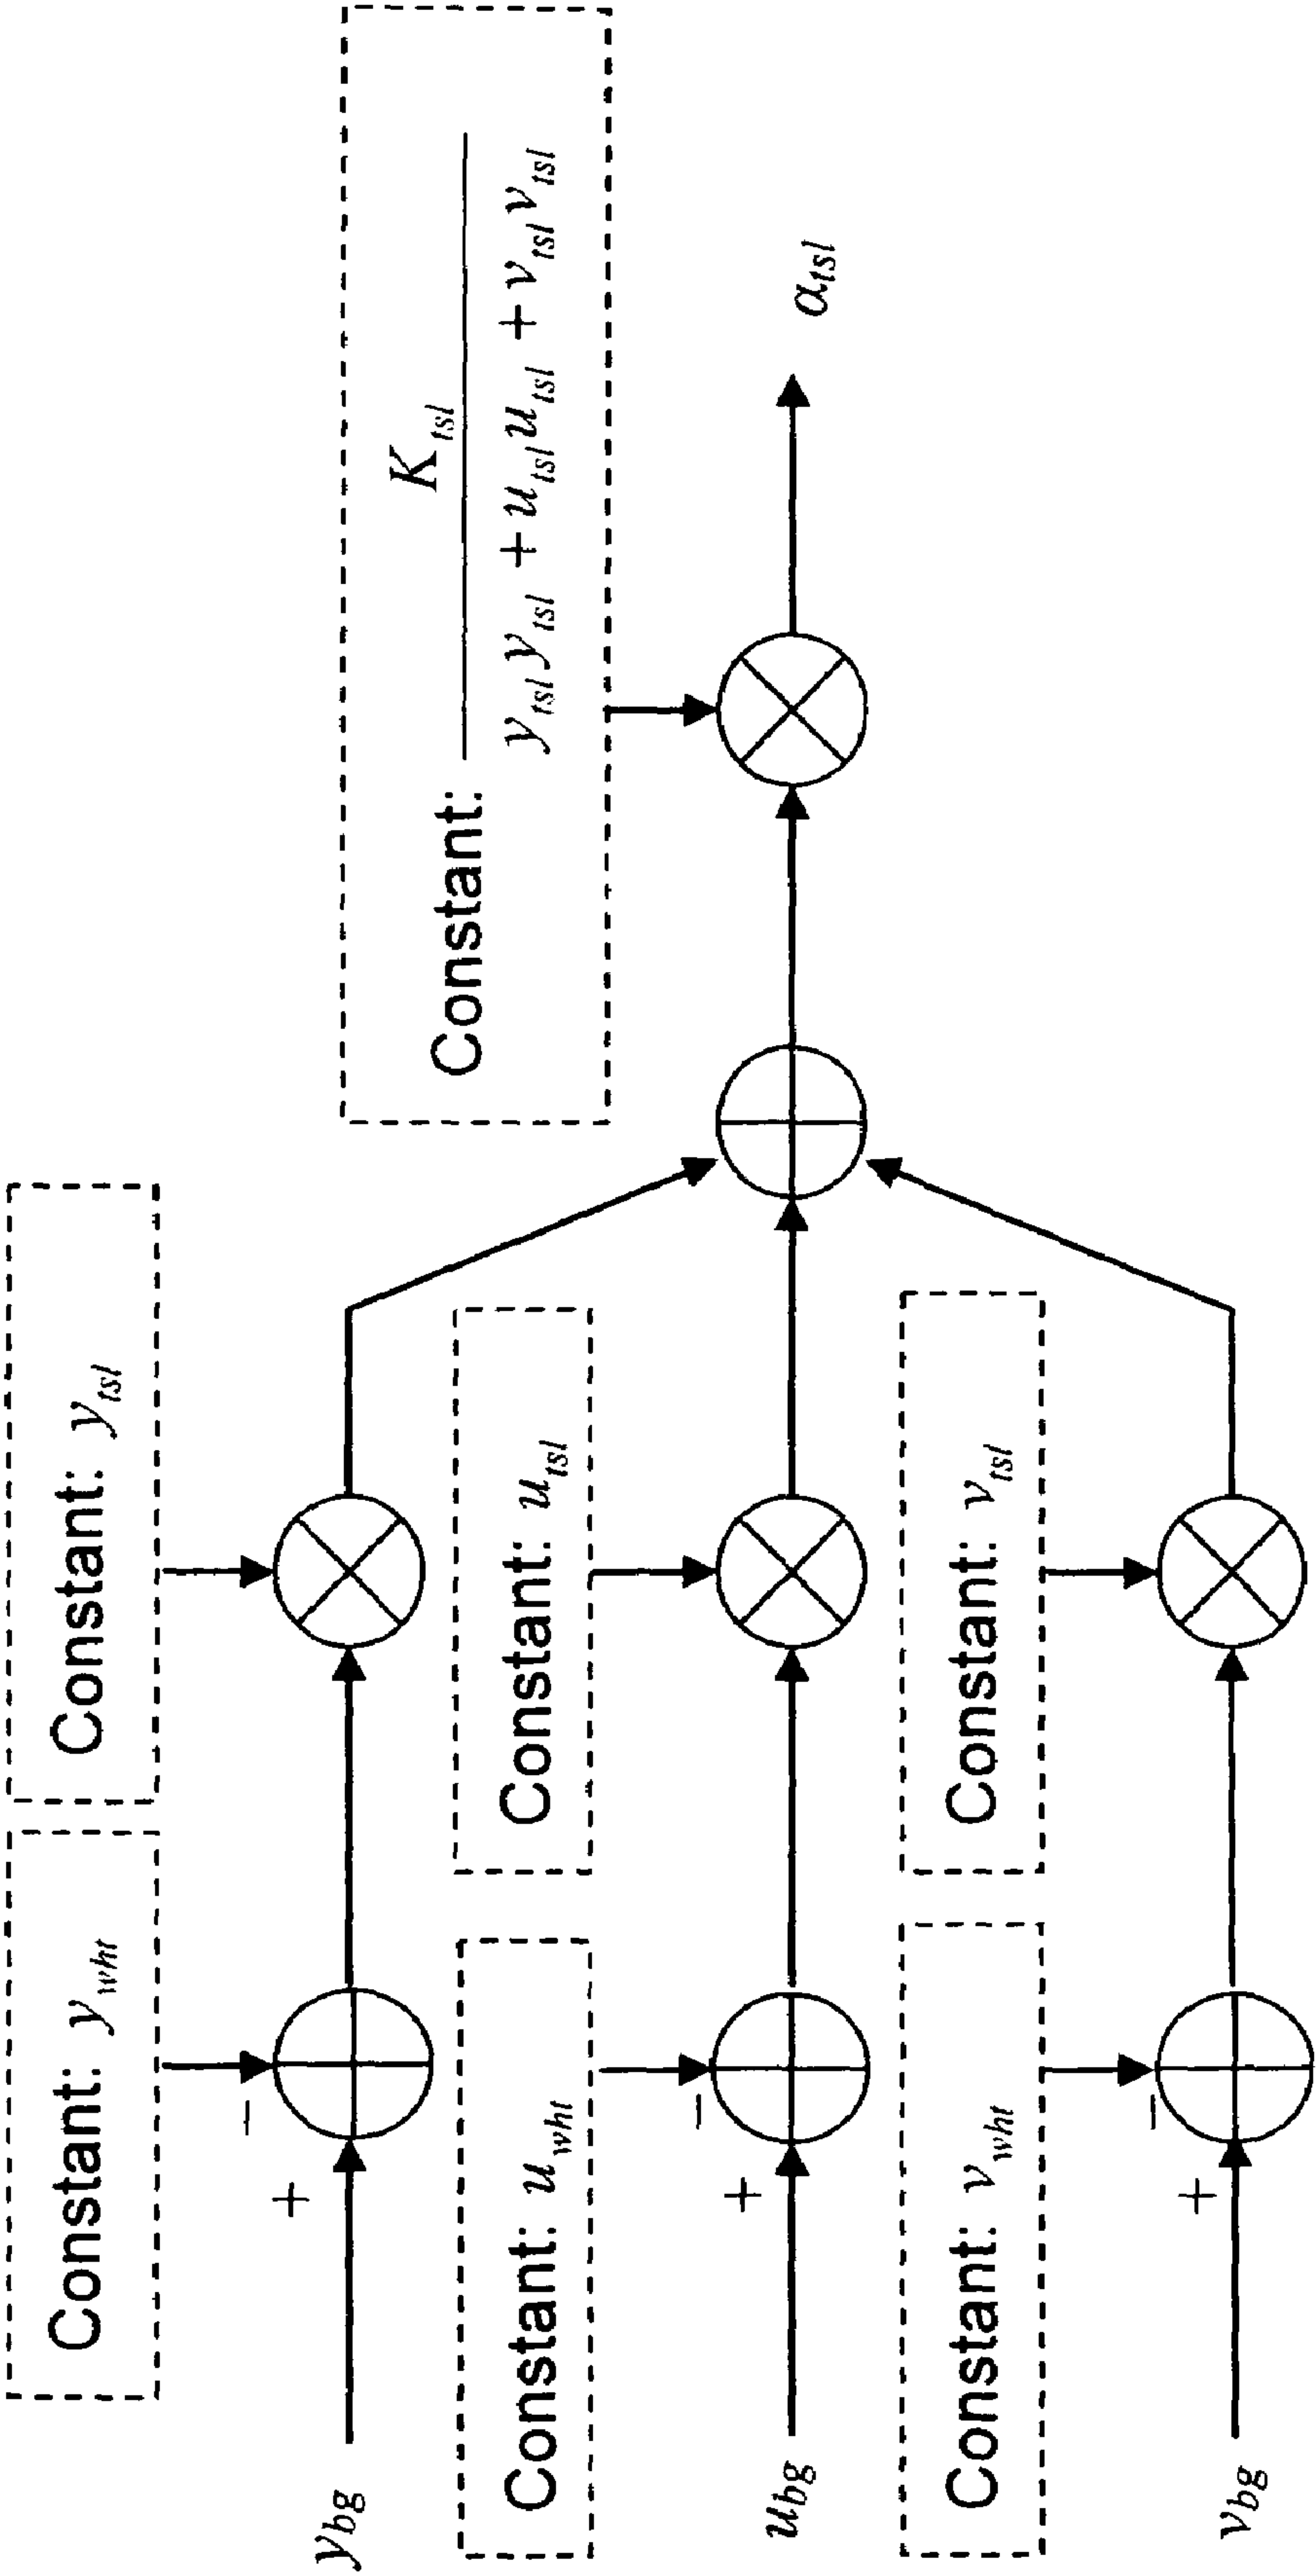 Constant: y_wht
Constant: y_tsl
y_bg
+
−
Constant: K_tsl
y_tsl y_tsl + u_tsl u_tsl + v_tsl v_tsl
Constant: u_wht
Constant: u_tsl
u_bg
+
−
α_tsl
Constant: v_wht
Constant: v_tsl
v_bg
+
−